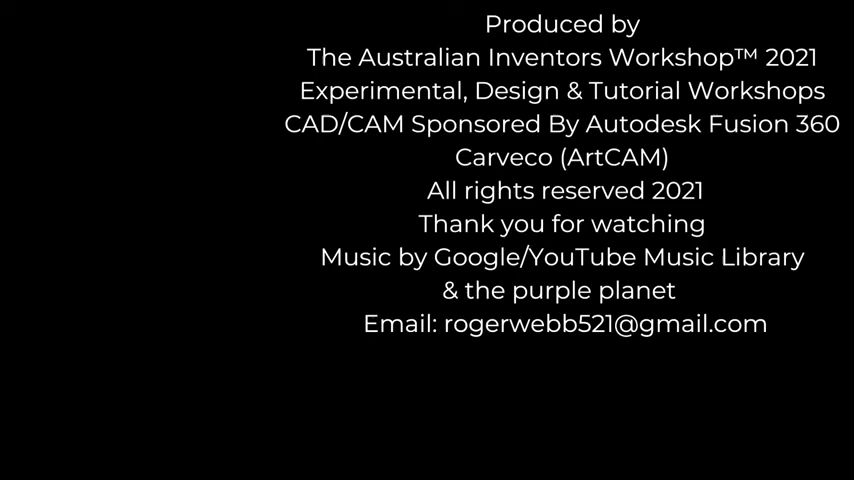 Produced by
The Australian Inventors Workshop™ 2021
Experimental, Design & Tutorial Workshops
CAD/CAM Sponsored By Autodesk Fusion 360
Carveco (ArtCAM)
All rights reserved 2021
Thank you for watching
Music by Google/YouTube Music Library
& the purple planet
Email: rogerwebb521@gmail.com